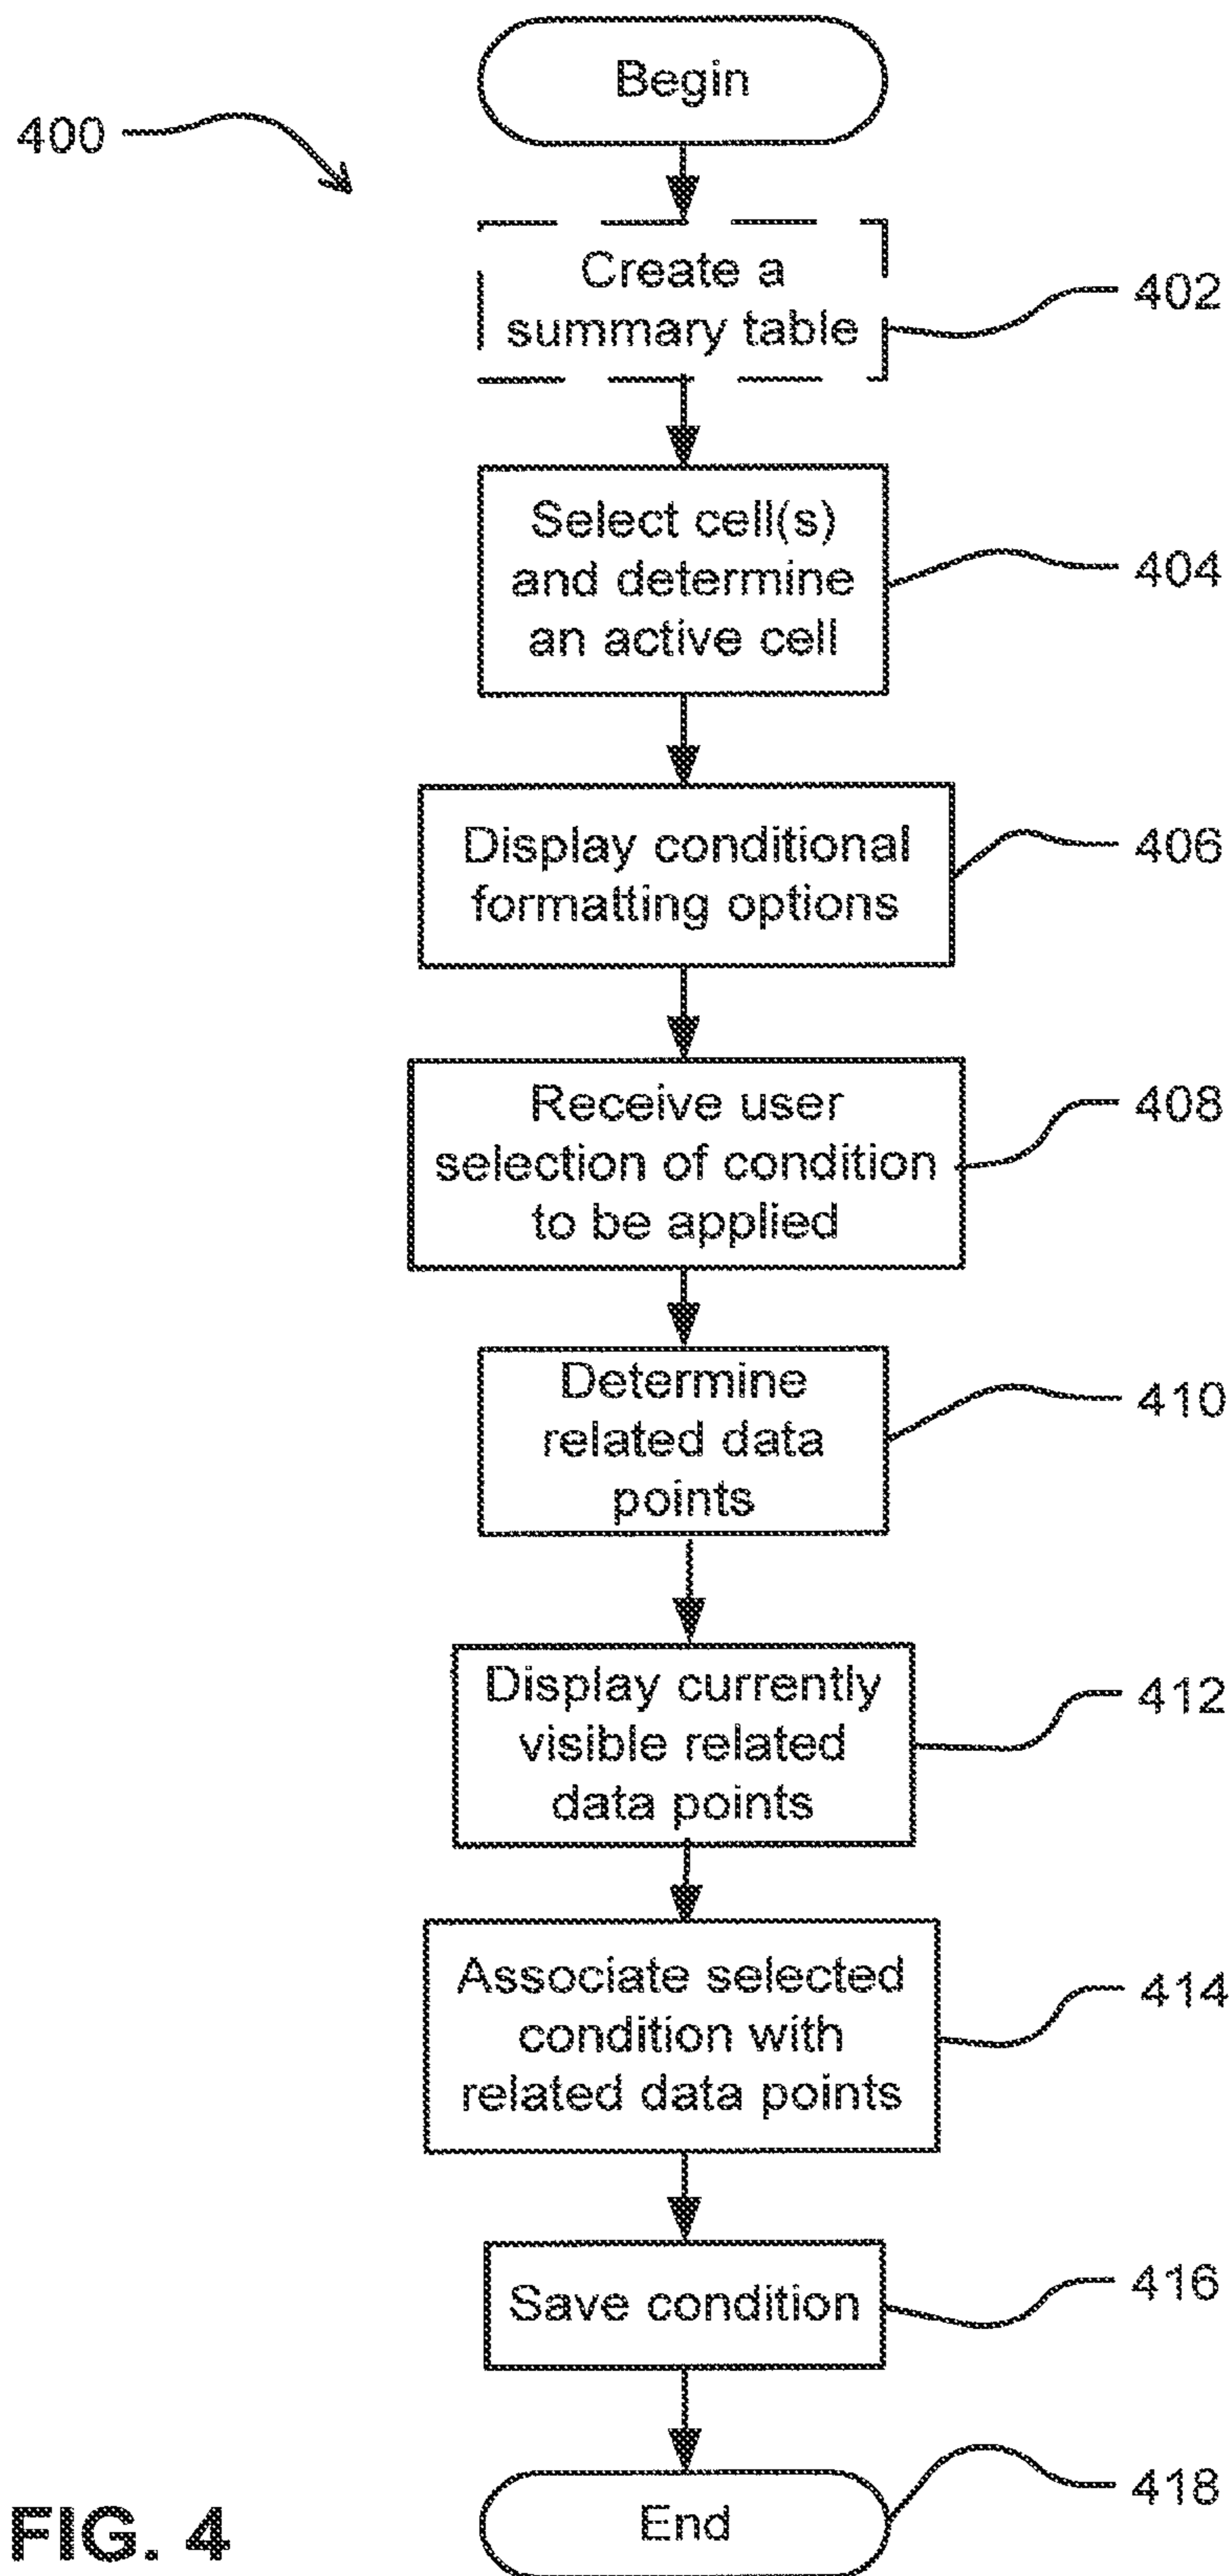 Begin
400
Create a
summary table
402
Select cell(s)
and determine
an active cell
404
Display conditional
formatting options
406
Receive user
selection of condition
to be applied
408
Determine
related data
points
410
Display currently
visible related
data points
412
Associate selected
condition with
related data points
414
Save condition
416
End
418
FIG. 4